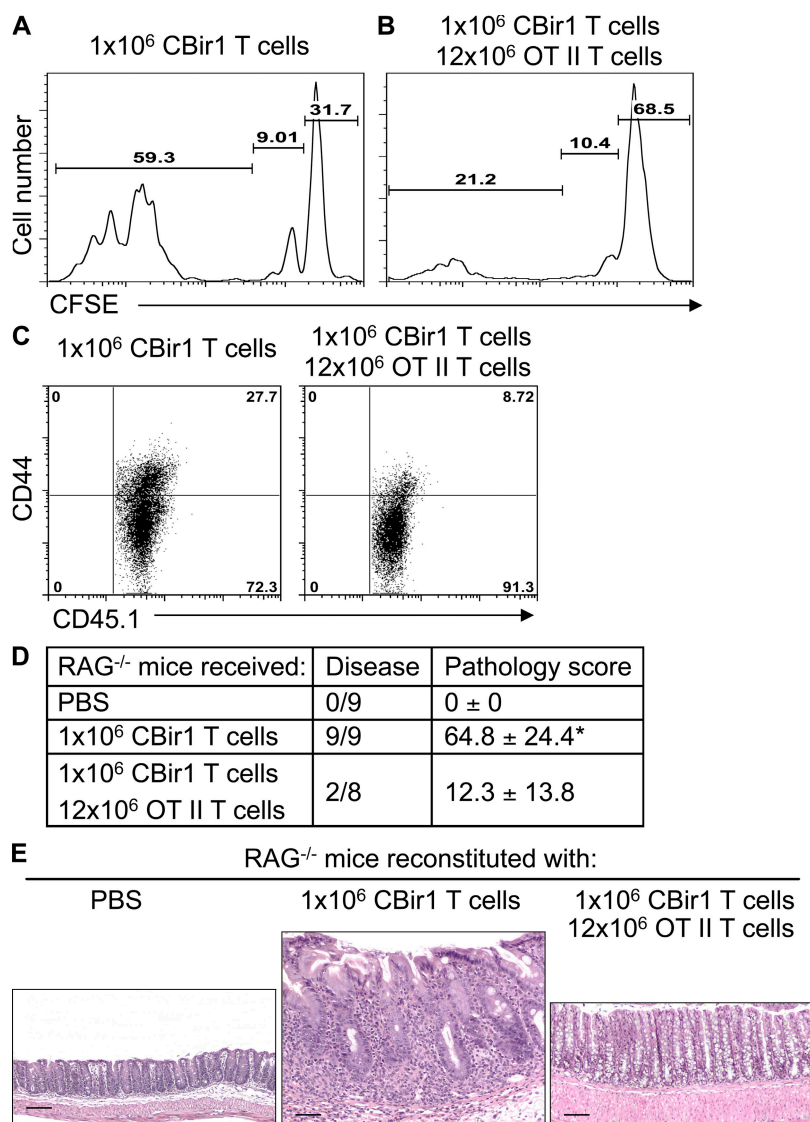 A
1x10⁶ CBir1 T cells
B
1x10⁶ CBir1 T cells
12x10⁶ OT II T cells
Cell number
59.3
9.01
31.7
21.2
10.4
68.5
CFSE
C
1x10⁶ CBir1 T cells
1x10⁶ CBir1 T cells
12x10⁶ OT II T cells
CD44
0
27.7
0
72.3
0
8.72
0
91.3
CD45.1
D
RAG⁻/⁻ mice received: Disease Pathology score
PBS 0/9 0 ± 0
1x10⁶ CBir1 T cells 9/9 64.8 ± 24.4*
1x10⁶ CBir1 T cells
12x10⁶ OT II T cells
2/8 12.3 ± 13.8
E
RAG⁻/⁻ mice reconstituted with:
PBS
1x10⁶ CBir1 T cells
1x10⁶ CBir1 T cells
12x10⁶ OT II T cells